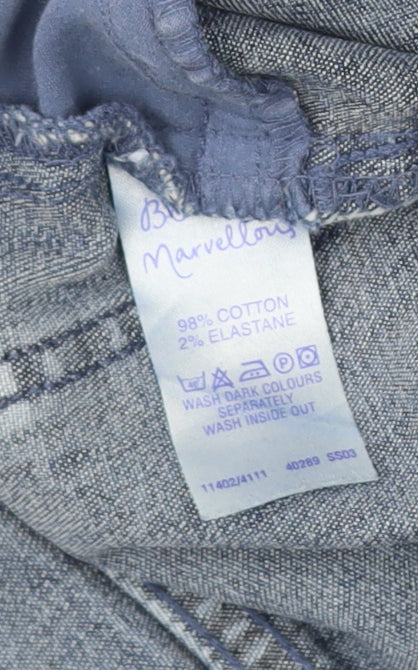 Marvellous
98% COTTON
2% ELASTANE
P
WASH DARK COLOURS
SEPARATELY
WASH INSIDE OUT
11402/4111 40289 SS03